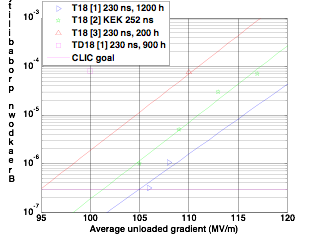 T18 [1] 230 ns, 1200 h
T18 [2] KEK 252 ns
T18 [3] 230 ns, 200 h
TD18 [1] 230 ns, 900 h
CLIC goal
Breakdown probability
10-3
10-4
10-5
10-6
10-7
95 100 105 110 115 120
Average unloaded gradient (MV/m)